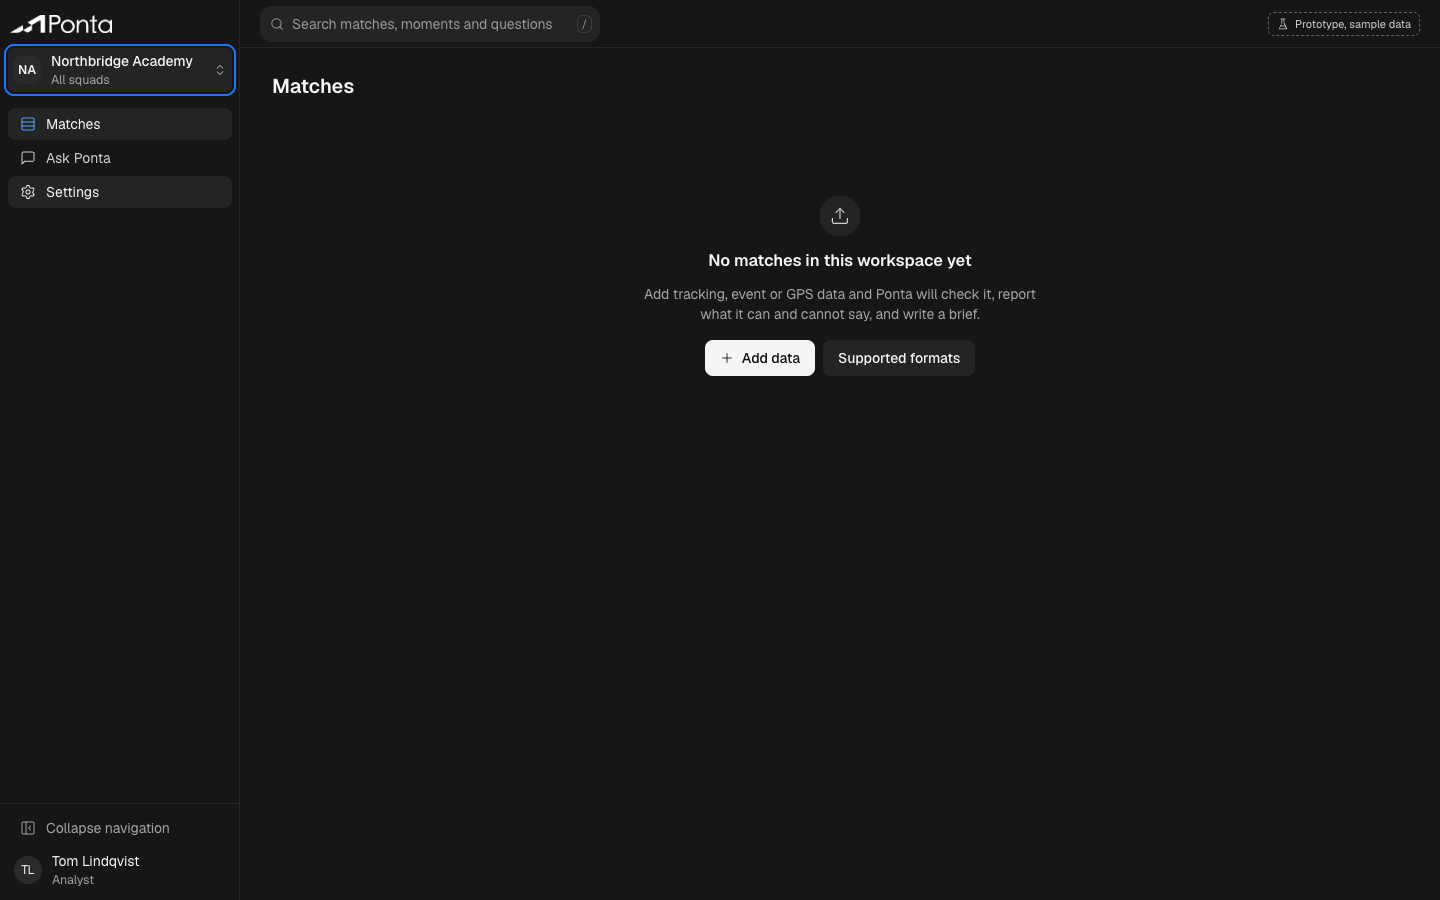 Ponta
NA
Northbridge Academy
All squads
Matches
Ask Ponta
Settings
Collapse navigation
TL
Tom Lindqvist
Analyst
Search matches, moments and questions
/
Prototype, sample data
Matches
No matches in this workspace yet
Add tracking, event or GPS data and Ponta will check it, report
what it can and cannot say, and write a brief.
Add data
Supported formats